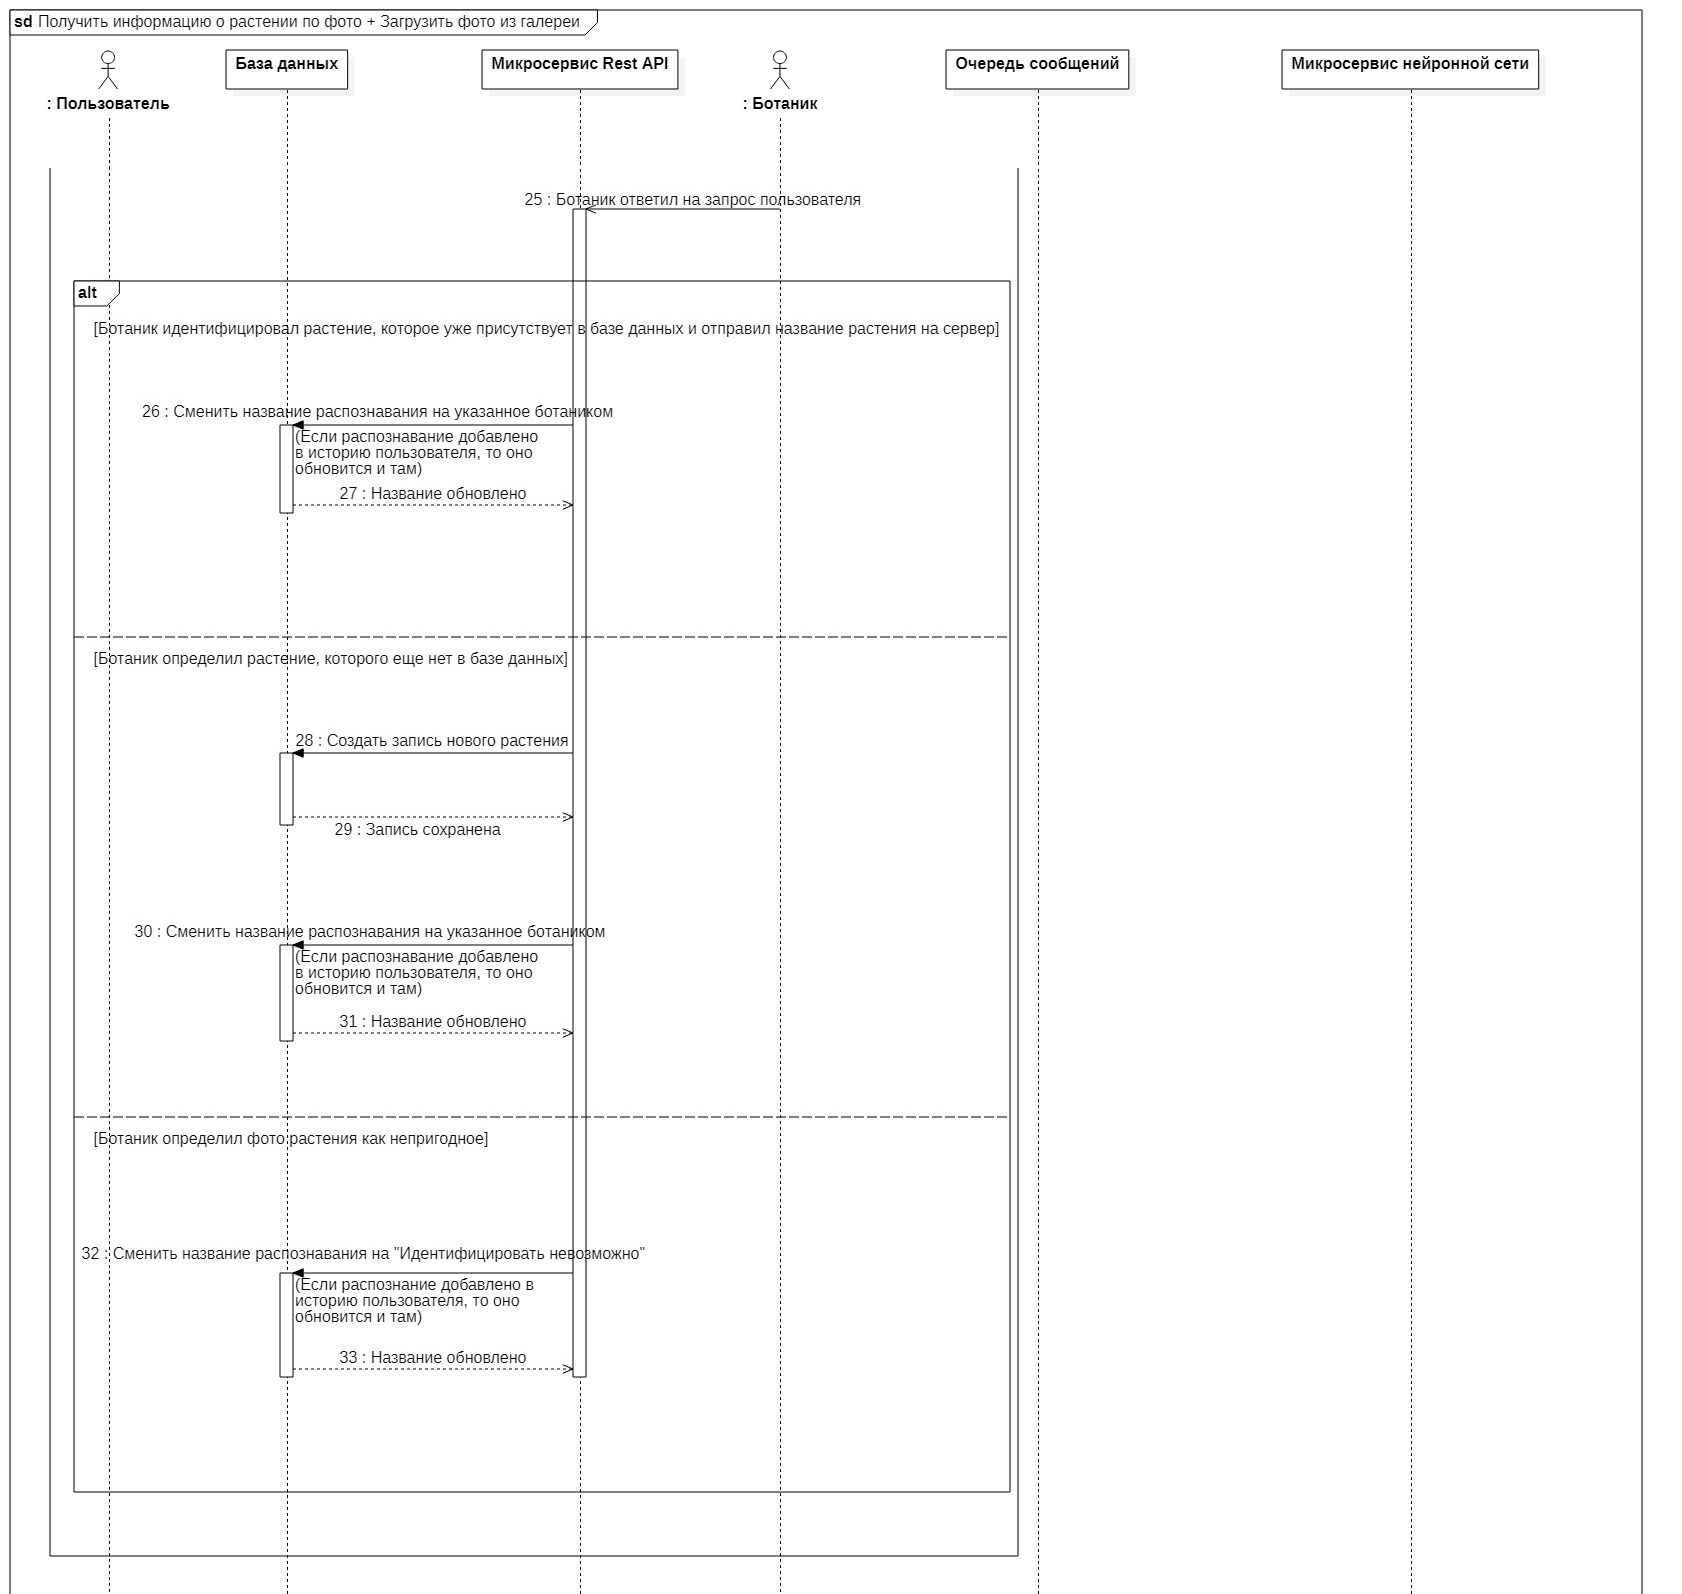 sd Получить информацию о растении по фото + Загрузить фото из галереи
: Пользователь
База данных
Микросервис Rest API
: Ботаник
Очередь сообщений
Микросервис нейронной сети
25 : Ботаник ответил на запрос пользователя
alt
[Ботаник идентифицировал растение, которое уже присутствует в базе данных и отправил название растения на сервер]
26 : Сменить название распознавания на указанное ботаником
(Если распознавание добавлено
в историю пользователя, то оно
обновится и там)
27 : Название обновлено
[Ботаник определил растение, которого еще нет в базе данных]
28 : Создать запись нового растения
29 : Запись сохранена
30 : Сменить название распознавания на указанное ботаником
(Если распознавание добавлено
в историю пользователя, то оно
обновится и там)
31 : Название обновлено
[Ботаник определил фото растения как непригодное]
32 : Сменить название распознавания на "Идентифицировать невозможно"
(Если распознание добавлено в
историю пользователя, то оно
обновится и там)
33 : Название обновлено